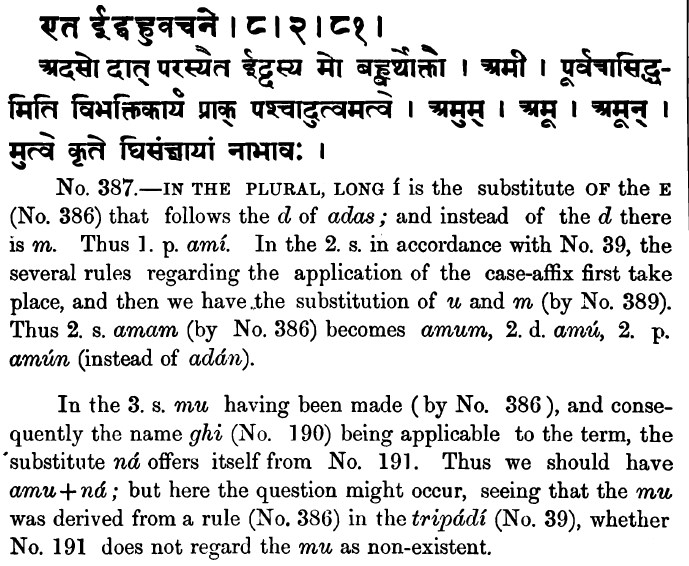 एत ईद्बहुवचने । ८ । २ । ८१ ।
अदसो दात् परस्यैत ईद्दस्य मो बह्वर्थोक्तौ । अमी । पूर्वत्रासिद्ध-
मिति विभक्तिकार्यं प्राक् पश्चादुत्वमत्वे । अमुम् । अमू । अमून् ।
मुत्वे कृते घिसंज्ञायां नाभावः ।
No. 387.—IN THE PLURAL, LONG í is the substitute OF the E
(No. 386) that follows the d of adas; and instead of the d there
is m. Thus 1. p. amí. In the 2. s. in accordance with No. 39, the
several rules regarding the application of the case-affix first take
place, and then we have the substitution of u and m (by No. 389).
Thus 2. s. amam (by No. 386) becomes amum, 2. d. amú, 2. p.
amún (instead of adán).
In the 3. s. mu having been made (by No. 386), and conse-
quently the name ghi (No. 190) being applicable to the term, the
substitute ná offers itself from No. 191. Thus we should have
amu+ná; but here the question might occur, seeing that the mu
was derived from a rule (No. 386) in the tripádí (No. 39), whether
No. 191 does not regard the mu as non-existent.